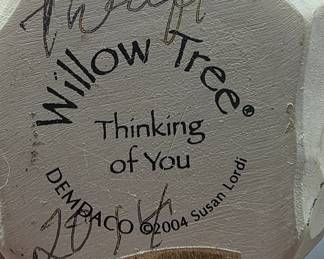 Willow Tree®
Thinking
of You
DEMDACO ©2004 Susan Lordi